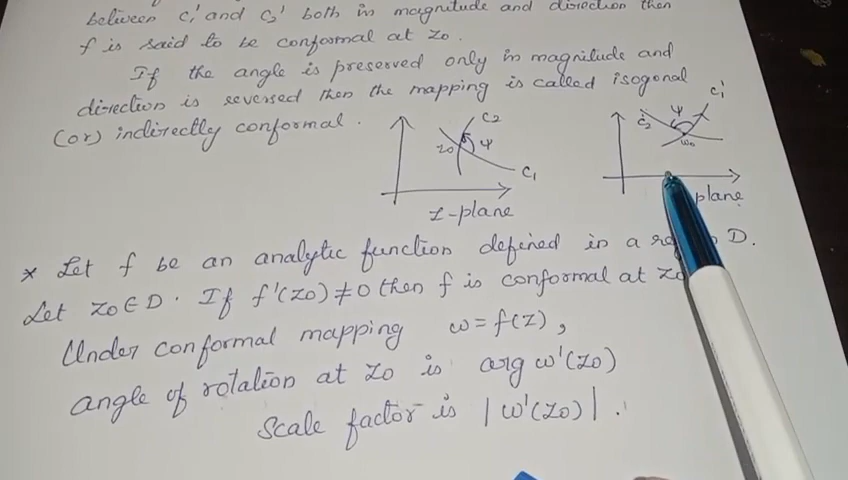 between c₁' and c₂' both in magnitude and direction then
f is said to be conformal at z₀.
If the angle is preserved only in magnitude and
direction is reversed then the mapping is called isogonal
(or) indirectly conformal.
c₂
z₀
ψ
c₁
z-plane
c₁'
c₂'
ψ
w₀
plane
* Let f be an analytic function defined in a D.
Let z₀ ∈ D. If f'(z₀) ≠ 0 then f is conformal at z₀
Under conformal mapping w = f(z),
angle of rotation at z₀ is arg w'(z₀)
Scale factor is |w'(z₀)|.